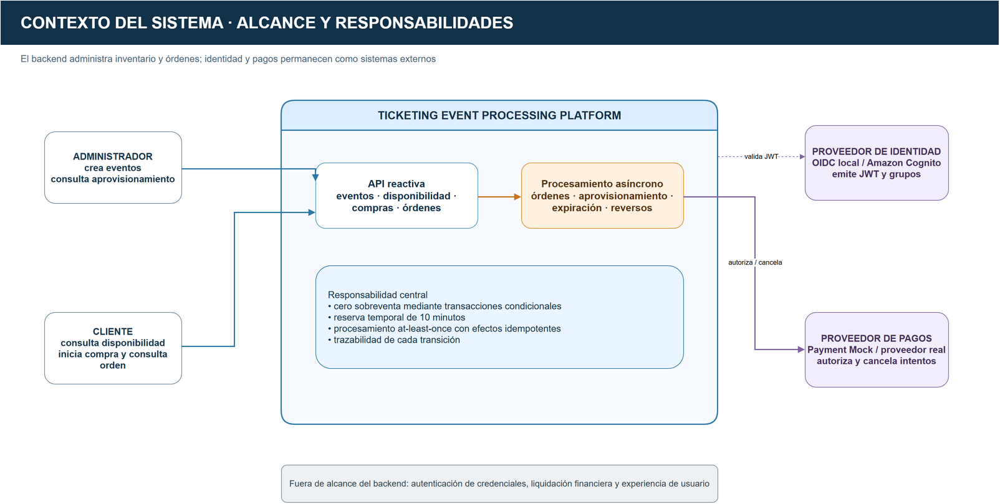 CONTEXTO DEL SISTEMA · ALCANCE Y RESPONSABILIDADES
El backend administra inventario y órdenes; identidad y pagos permanecen como sistemas externos
TICKETING EVENT PROCESSING PLATFORM
ADMINISTRADOR
crea eventos
consulta aprovisionamiento
API reactiva
eventos · disponibilidad ·
compras · órdenes
Procesamiento asíncrono
órdenes · aprovisionamiento ·
expiración · reversos
valida JWT
PROVEEDOR DE IDENTIDAD
OIDC local / Amazon Cognito
emite JWT y grupos
autoriza / cancela
Responsabilidad central
• cero sobreventa mediante transacciones condicionales
• reserva temporal de 10 minutos
• procesamiento at-least-once con efectos idempotentes
• trazabilidad de cada transición
CLIENTE
consulta disponibilidad
inicia compra y consulta
orden
PROVEEDOR DE PAGOS
Payment Mock / proveedor real
autoriza y cancela intentos
Fuera de alcance del backend: autenticación de credenciales, liquidación financiera y experiencia de usuario